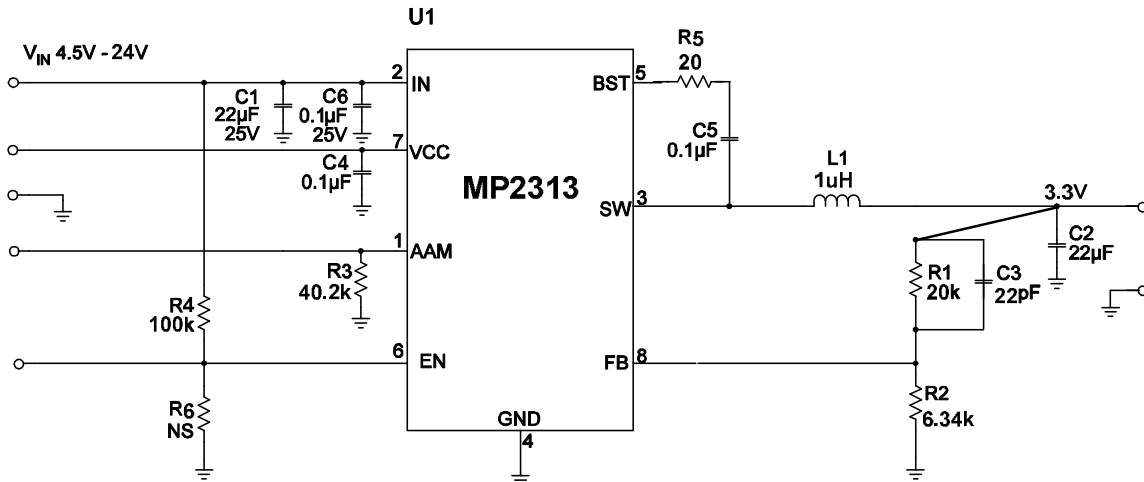 U1
V_IN 4.5V - 24V
2
IN
C1
22µF
25V
C6
0.1µF
25V
7
VCC
C4
0.1µF
MP2313
1
AAM
R3
40.2k
R4
100k
6
EN
R6
NS
GND
4
BST
5
R5
20
C5
0.1µF
SW
3
L1
1uH
3.3V
C2
22µF
R1
20k
C3
22pF
FB
8
R2
6.34k